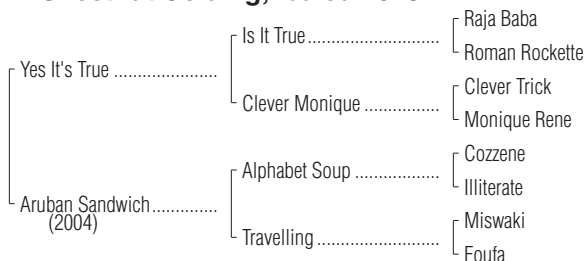 Raja Baba
Is It True
Roman Rockette
Yes It's True
Clever Trick
Clever Monique
Monique Rene
Cozzene
Alphabet Soup
Illiterate
Aruban Sandwich
(2004)
Miswaki
Travelling
Foufa